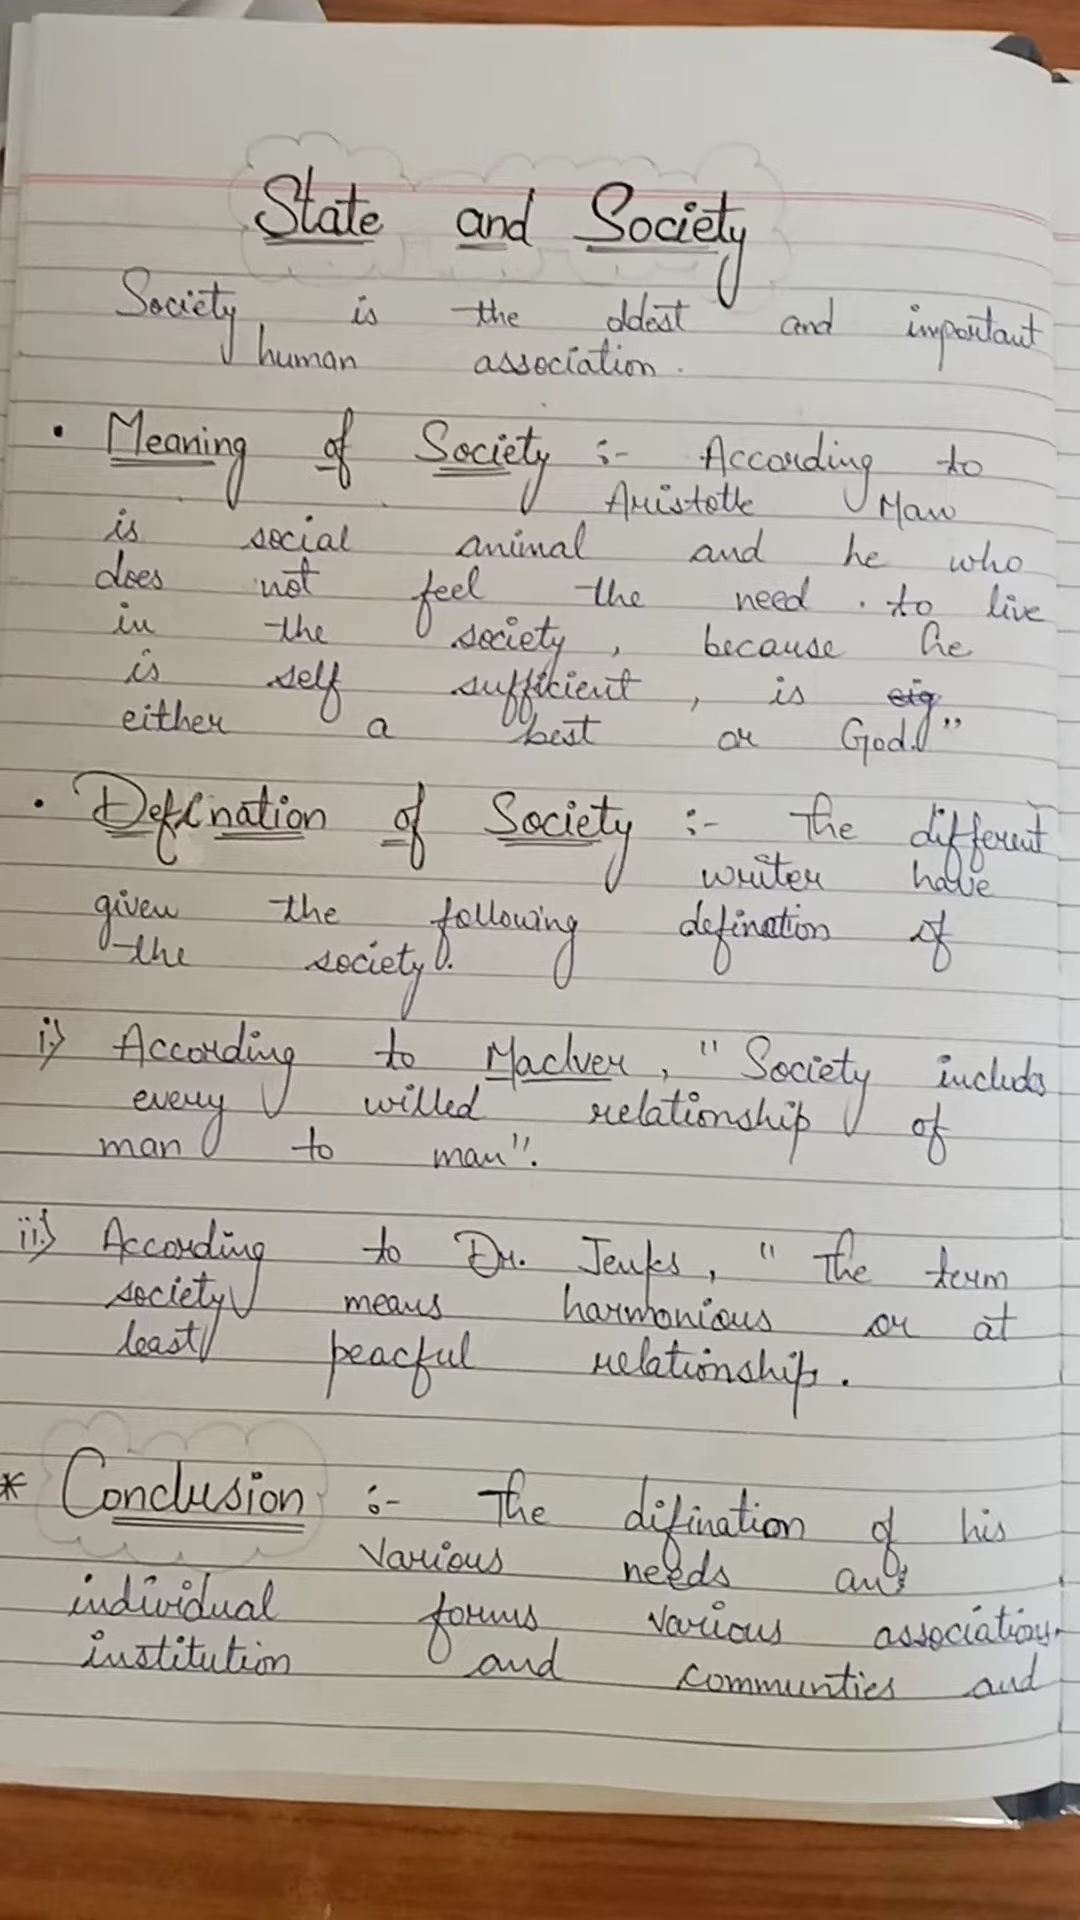 State and Society
Society is the oldest and important
human association.
• Meaning of Society :- According to
Aristotle Man
is social animal and he who
does not feel the need . to live
in the society, because he
is self sufficient, is eig
either a best or God."
• Defination of Society :- The different
writer have
given the following defination of
the society.
i) According to MacIver, "Society includes
every willed relationship of
man to man".
ii) According to Dr. Jenks, "The term
society means harmonious or at
least peacful relationship.
* Conclusion :- The difination of his
various needs an
individual forms various association,
institution and communties and